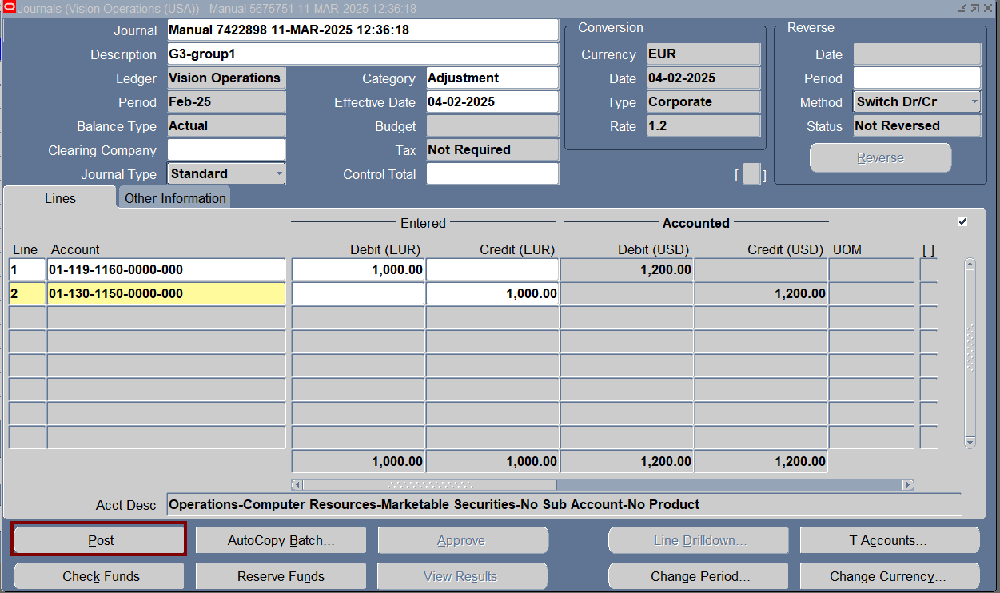 Journals (Vision Operations (USA)) - Manual 5675751 11-MAR-2025 12:36:18
Journal Manual 7422898 11-MAR-2025 12:36:18
Description G3-group1
Ledger Vision Operations Category Adjustment
Period Feb-25 Effective Date 04-02-2025
Balance Type Actual Budget
Clearing Company Tax Not Required
Journal Type Standard Control Total
Conversion
Currency EUR
Date 04-02-2025
Type Corporate
Rate 1.2
Reverse
Date
Period
Method Switch Dr/Cr
Status Not Reversed
Reverse
[ ]
Lines Other Information
Entered Accounted
Line Account Debit (EUR) Credit (EUR) Debit (USD) Credit (USD) UOM [ ]
1 01-119-1160-0000-000 1,000.00 1,200.00
2 01-130-1150-0000-000 1,000.00 1,200.00
1,000.00 1,000.00 1,200.00 1,200.00
Acct Desc Operations-Computer Resources-Marketable Securities-No Sub Account-No Product
Post AutoCopy Batch... Approve Line Drilldown... T Accounts...
Check Funds Reserve Funds View Results Change Period... Change Currency...